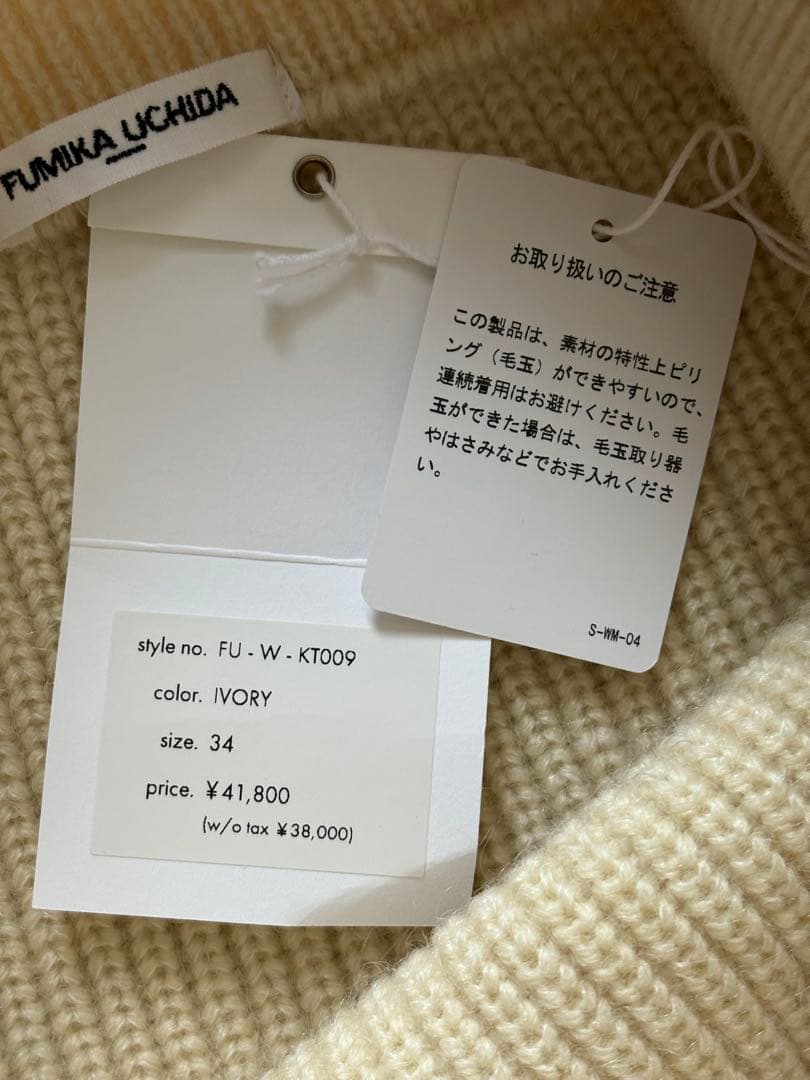 FUMIKA UCHIDA
お取り扱いのご注意
この製品は、素材の特性上ピリ
ング（毛玉）ができやすいので、
連続着用はお避けください。毛
玉ができた場合は、毛玉取り器
やはさみなどでお手入れくださ
い。
S-WM-04
style no. FU - W - KT009
color. IVORY
size. 34
price. ¥41,800
(w/o tax ¥38,000)